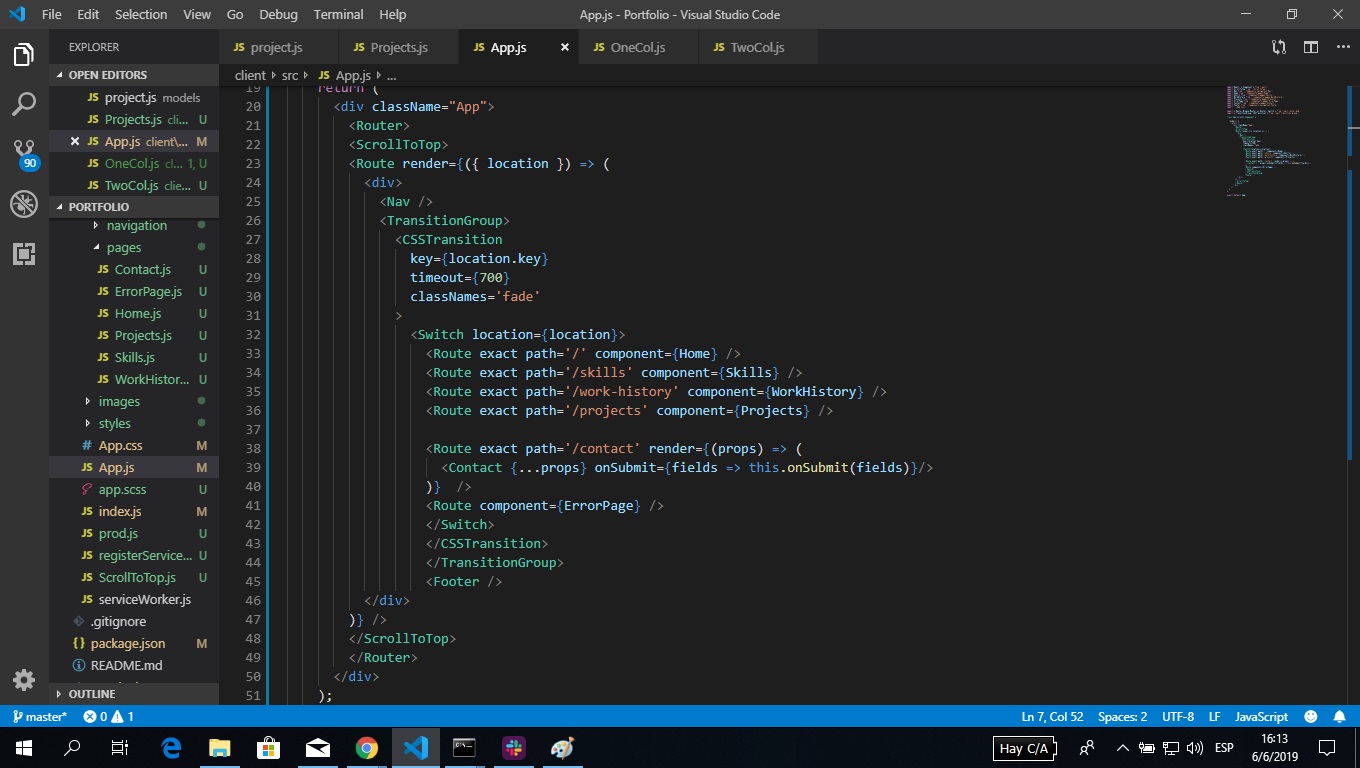 File Edit Selection View Go Debug Terminal Help
App.js - Portfolio - Visual Studio Code
EXPLORER
OPEN EDITORS
JS project.js models
JS Projects.js cli... U
JS App.js client\... M
JS OneCol.js cl... 1, U
JS TwoCol.js clie... U
PORTFOLIO
navigation
pages
JS Contact.js U
JS ErrorPage.js U
JS Home.js U
JS Projects.js U
JS Skills.js U
JS WorkHistor... U
images
styles
# App.css M
JS App.js M
app.scss U
JS index.js M
JS prod.js U
JS registerService... U
JS ScrollToTop.js U
JS serviceWorker.js
.gitignore
{} package.json M
README.md
OUTLINE
90
JS project.js JS Projects.js JS App.js JS OneCol.js JS TwoCol.js
client src JS App.js ...
19 return (
20 <div className="App">
21 <Router>
22 <ScrollToTop>
23 <Route render={({ location }) => (
24 <div>
25 <Nav />
26 <TransitionGroup>
27 <CSSTransition
28 key={location.key}
29 timeout={700}
30 classNames='fade'
31 >
32 <Switch location={location}>
33 <Route exact path='/' component={Home} />
34 <Route exact path='/skills' component={Skills} />
35 <Route exact path='/work-history' component={WorkHistory} />
36 <Route exact path='/projects' component={Projects} />
37
38 <Route exact path='/contact' render={(props) => (
39 <Contact {...props} onSubmit={fields => this.onSubmit(fields)}/>
40 )} />
41 <Route component={ErrorPage} />
42 </Switch>
43 </CSSTransition>
44 </TransitionGroup>
45 <Footer />
46 </div>
47 )} />
48 </ScrollToTop>
49 </Router>
50 </div>
51 );
master* 0 1
Ln 7, Col 52 Spaces: 2 UTF-8 LF JavaScript
Hay C/A
ESP
16:13
6/6/2019